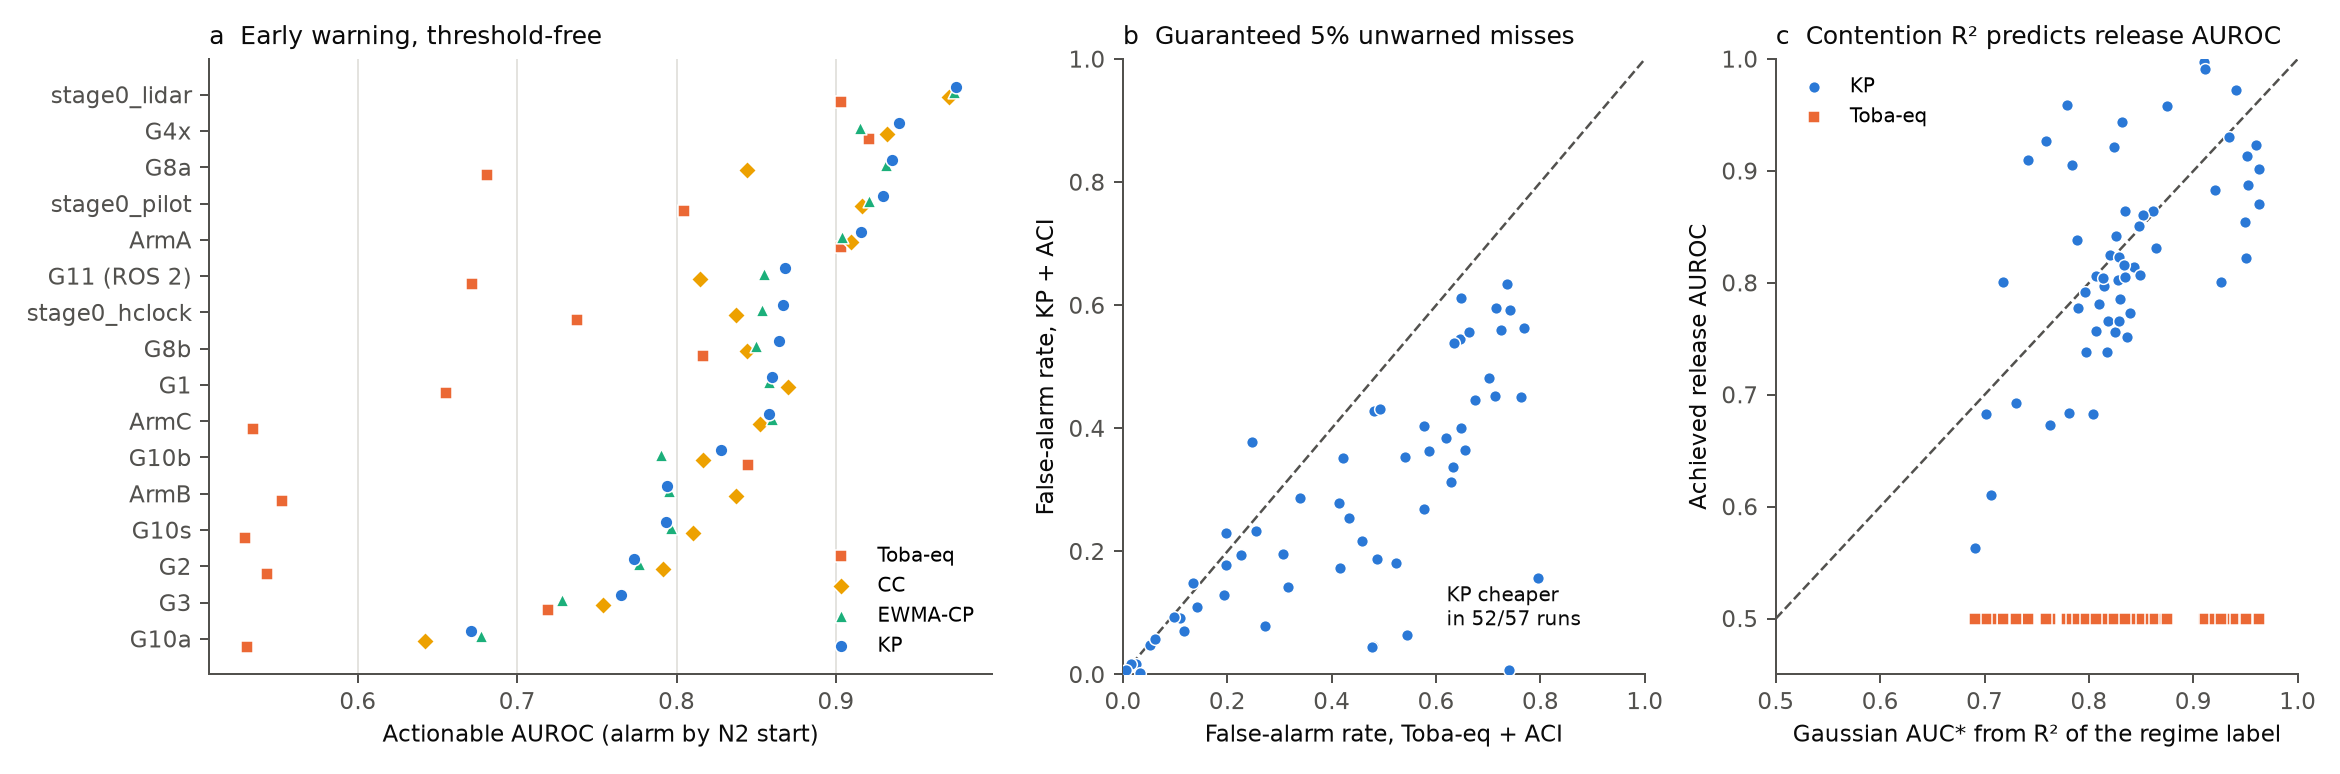 a Early warning, threshold-free
stage0_lidar
G4x
G8a
stage0_pilot
ArmA
G11 (ROS 2)
stage0_hclock
G8b
G1
ArmC
G10b
ArmB
G10s
G2
G3
G10a
Toba-eq
CC
EWMA-CP
KP
0.6 0.7 0.8 0.9
Actionable AUROC (alarm by N2 start)
b Guaranteed 5% unwarned misses
False-alarm rate, KP + ACI
1.0
0.8
0.6
0.4
0.2
0.0
KP cheaper
in 52/57 runs
0.0 0.2 0.4 0.6 0.8 1.0
False-alarm rate, Toba-eq + ACI
c Contention R² predicts release AUROC
Achieved release AUROC
1.0
0.9
0.8
0.7
0.6
0.5
KP
Toba-eq
0.5 0.6 0.7 0.8 0.9 1.0
Gaussian AUC* from R² of the regime label